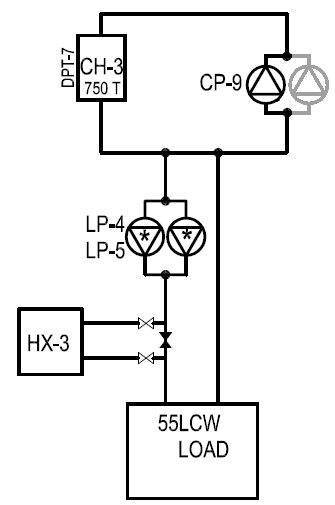 DPT-7
CH-3
750 T
CP-9
LP-4
LP-5
*
*
HX-3
55LCW
LOAD